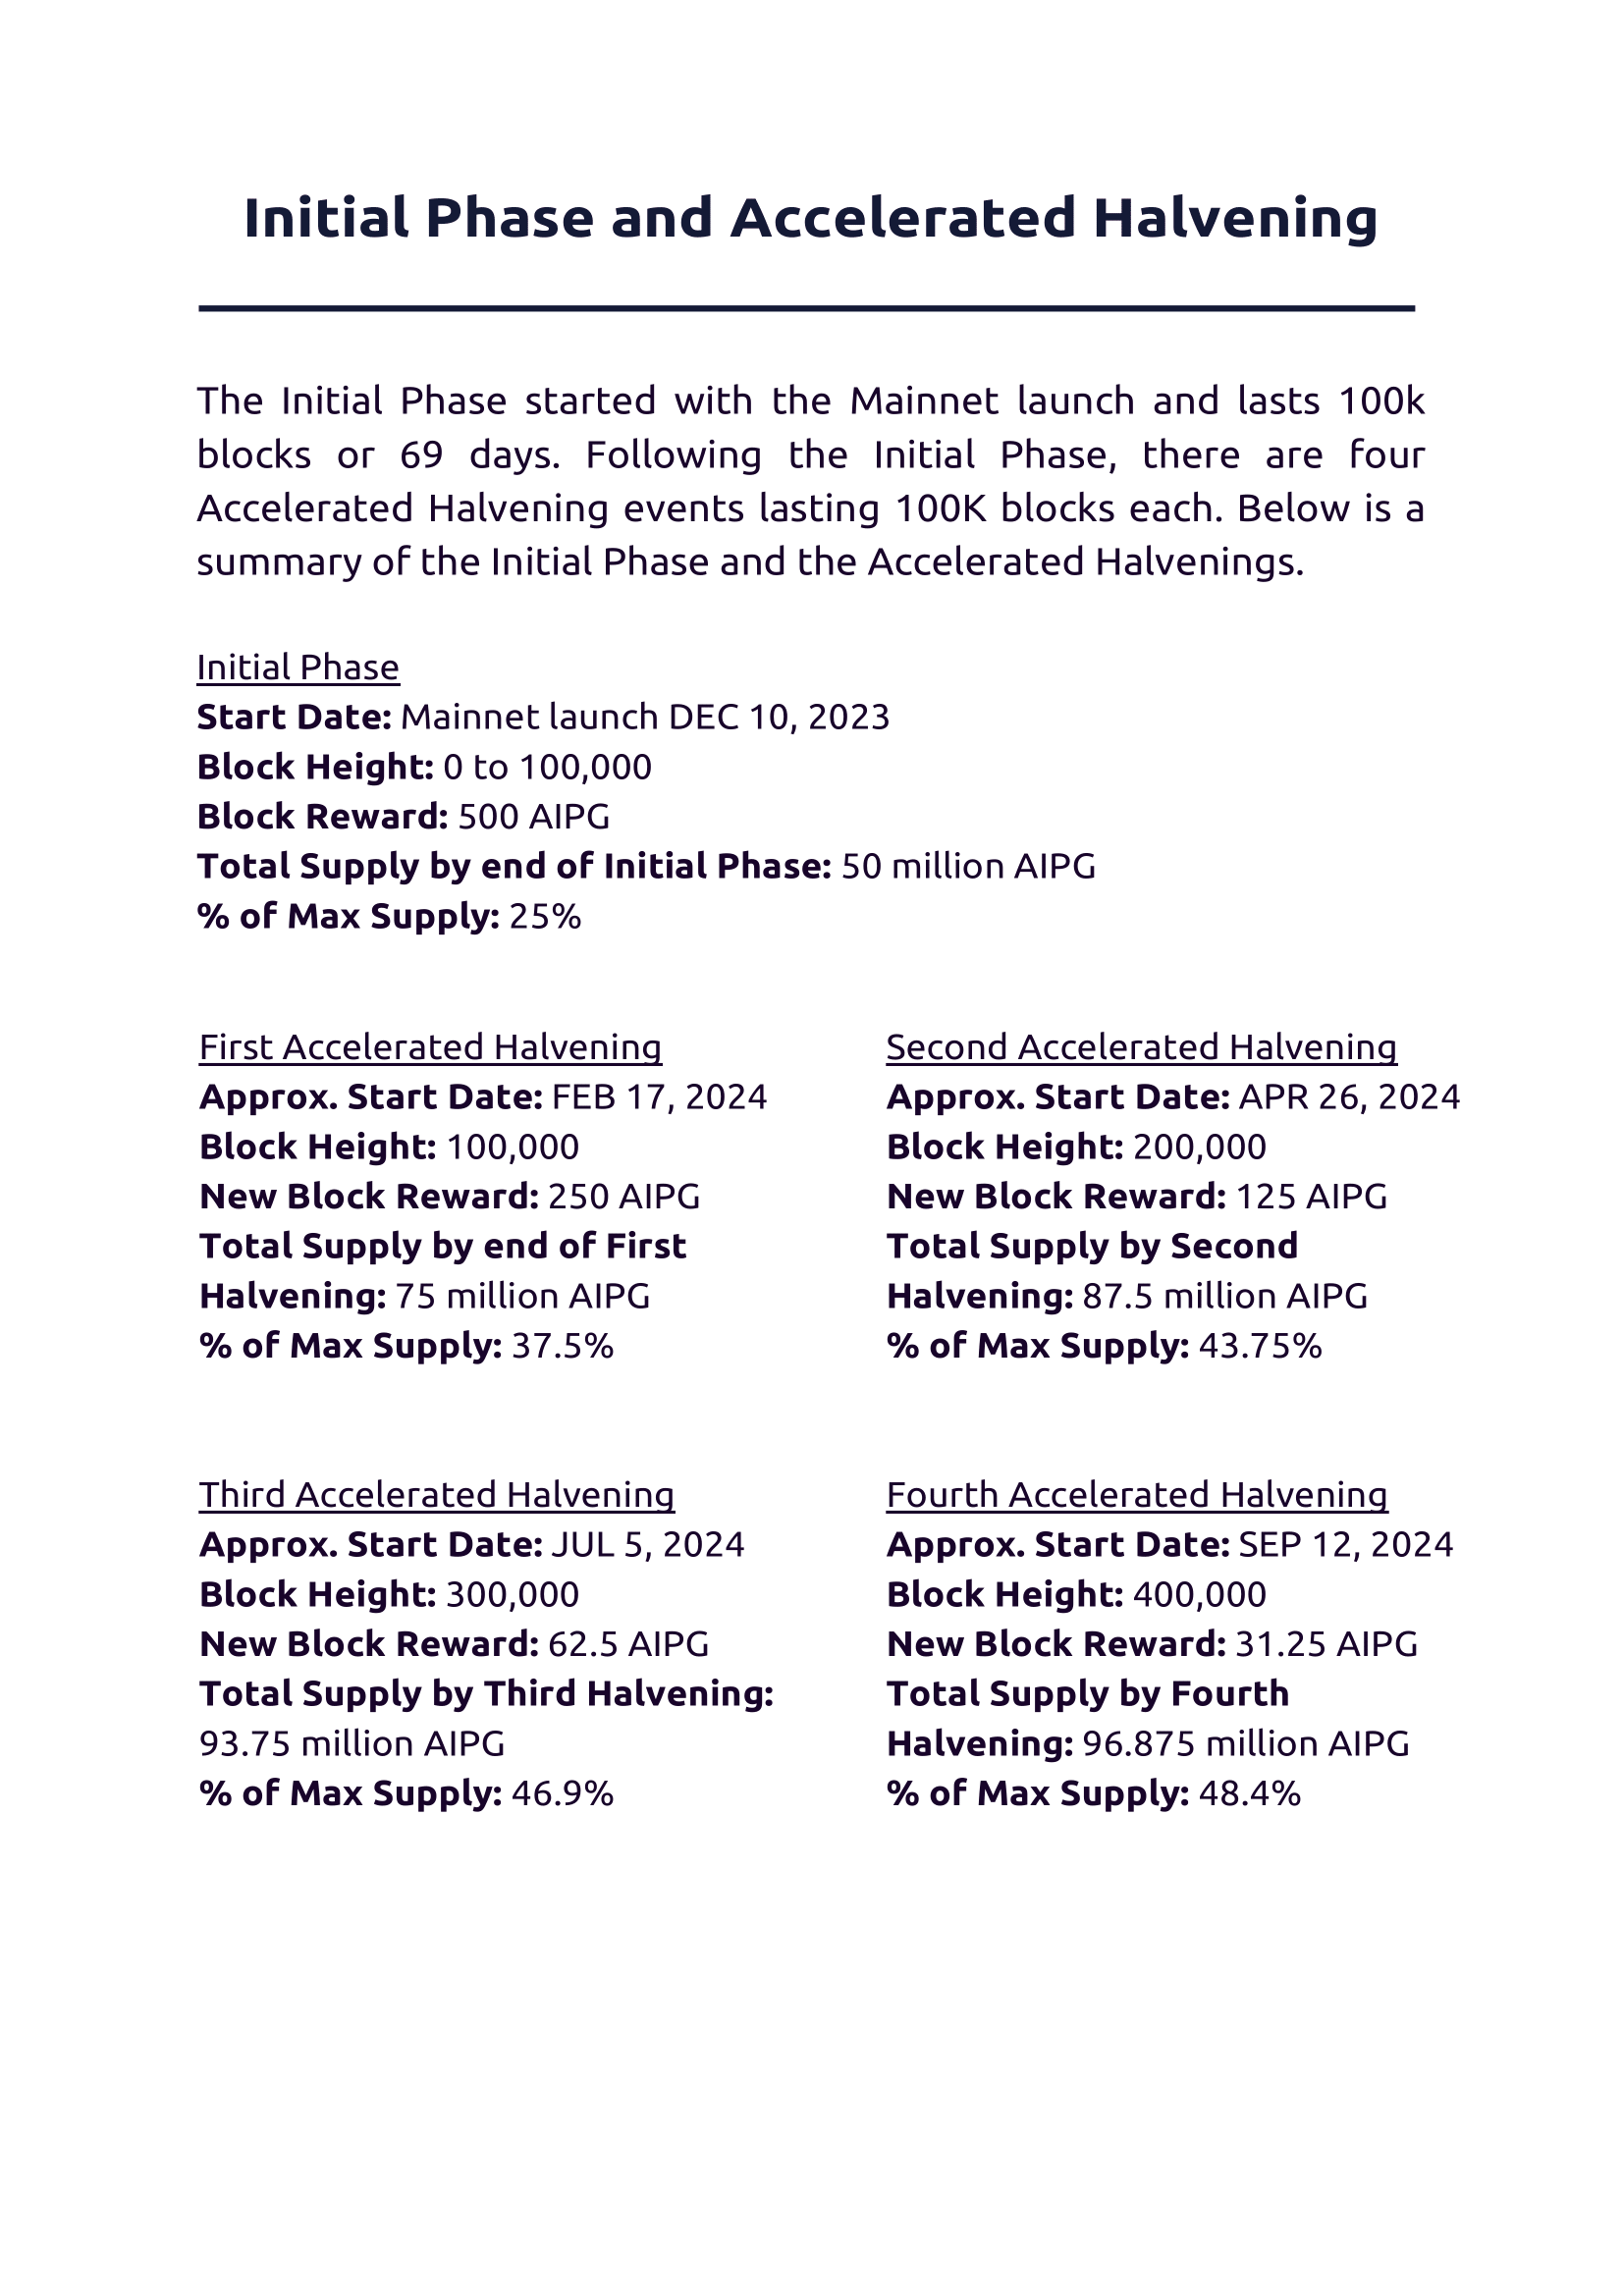 Initial Phase and Accelerated Halvening
The Initial Phase started with the Mainnet launch and lasts 100k
blocks or 69 days. Following the Initial Phase, there are four
Accelerated Halvening events lasting 100K blocks each. Below is a
summary of the Initial Phase and the Accelerated Halvenings.
Initial Phase
Start Date: Mainnet launch DEC 10, 2023
Block Height: 0 to 100,000
Block Reward: 500 AIPG
Total Supply by end of Initial Phase: 50 million AIPG
% of Max Supply: 25%
First Accelerated Halvening
Approx. Start Date: FEB 17, 2024
Block Height: 100,000
New Block Reward: 250 AIPG
Total Supply by end of First
Halvening: 75 million AIPG
% of Max Supply: 37.5%
Second Accelerated Halvening
Approx. Start Date: APR 26, 2024
Block Height: 200,000
New Block Reward: 125 AIPG
Total Supply by Second
Halvening: 87.5 million AIPG
% of Max Supply: 43.75%
Third Accelerated Halvening
Approx. Start Date: JUL 5, 2024
Block Height: 300,000
New Block Reward: 62.5 AIPG
Total Supply by Third Halvening:
93.75 million AIPG
% of Max Supply: 46.9%
Fourth Accelerated Halvening
Approx. Start Date: SEP 12, 2024
Block Height: 400,000
New Block Reward: 31.25 AIPG
Total Supply by Fourth
Halvening: 96.875 million AIPG
% of Max Supply: 48.4%